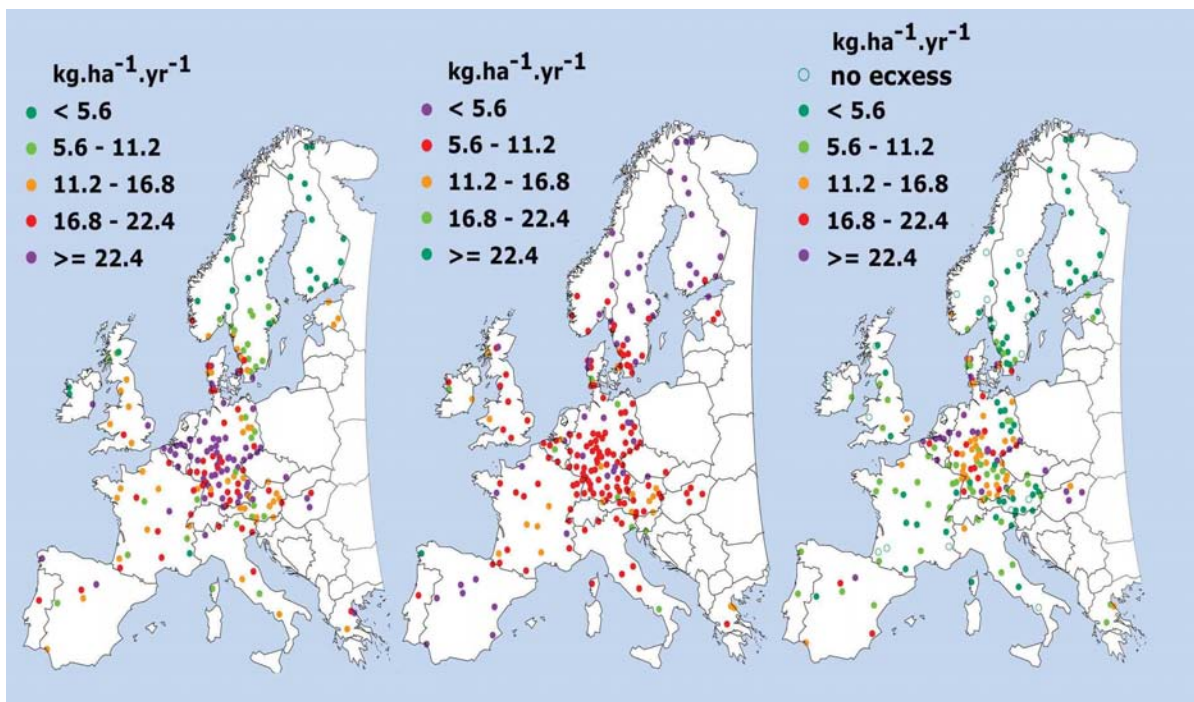 kg.ha⁻¹.yr⁻¹
< 5.6
5.6 - 11.2
11.2 - 16.8
16.8 - 22.4
>= 22.4
kg.ha⁻¹.yr⁻¹
< 5.6
5.6 - 11.2
11.2 - 16.8
16.8 - 22.4
>= 22.4
kg.ha⁻¹.yr⁻¹
no ecxess
< 5.6
5.6 - 11.2
11.2 - 16.8
16.8 - 22.4
>= 22.4